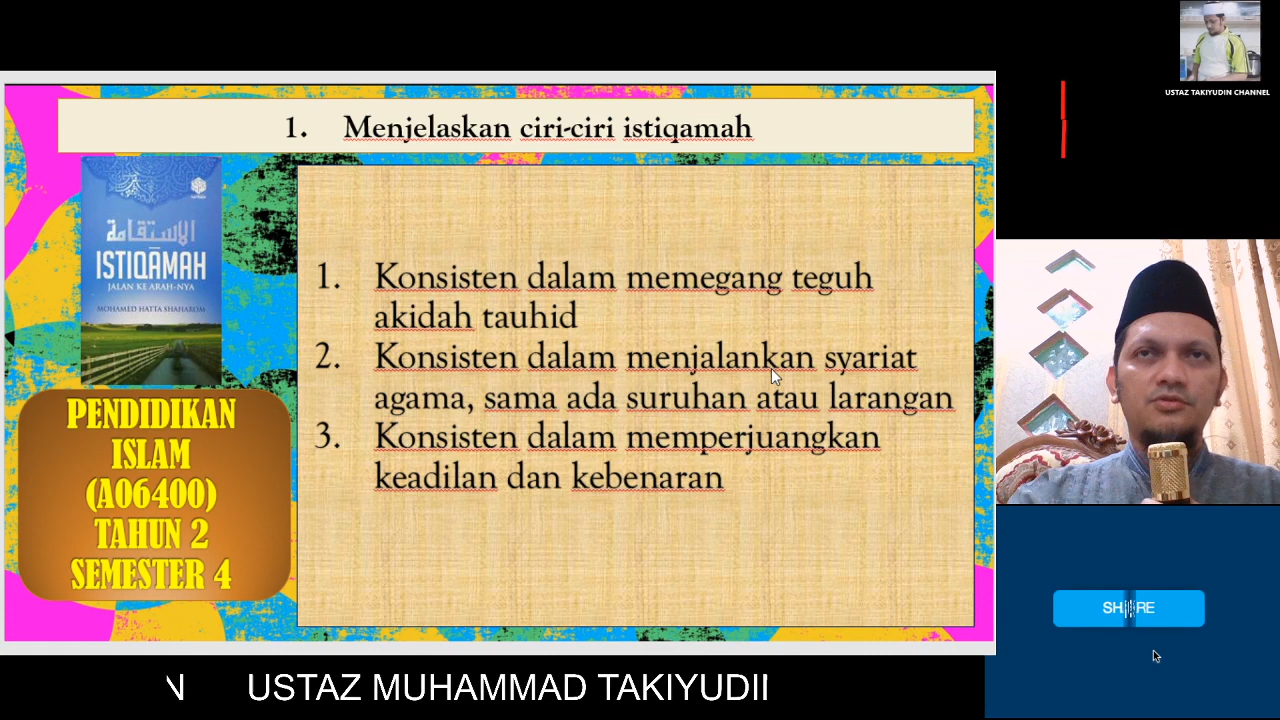 1. Menjelaskan ciri-ciri istiqamah
الاستقامة
ISTIQĀMAH
JALAN KE ARAH-NYA
MOHAMED HATTA SHAHAROM
PENDIDIKAN
ISLAM
(A06400)
TAHUN 2
SEMESTER 4
1. Konsisten dalam memegang teguh
akidah tauhid
2. Konsisten dalam menjalankan syariat
agama, sama ada suruhan atau larangan
3. Konsisten dalam memperjuangkan
keadilan dan kebenaran
USTAZ TAKIYUDIN CHANNEL
N USTAZ MUHAMMAD TAKIYUDII